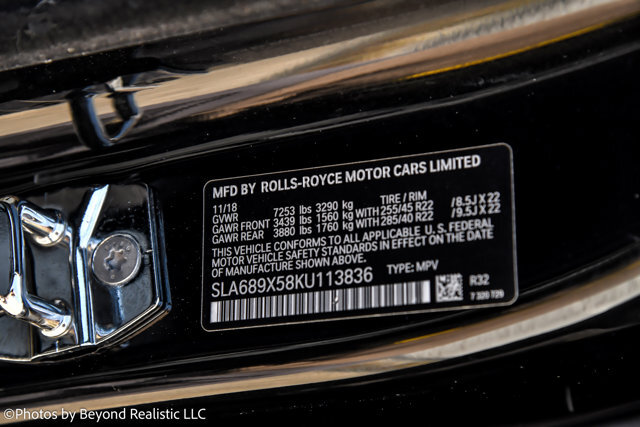 MFD BY ROLLS-ROYCE MOTOR CARS LIMITED
11/18 TIRE / RIM
GVWR 7253 lbs 3290 kg
GAWR FRONT 3439 lbs 1560 kg WITH 255/45 R22 /8.5J X 22
GAWR REAR 3880 lbs 1760 kg WITH 285/40 R22 /9.5J X 22
THIS VEHICLE CONFORMS TO ALL APPLICABLE U.S. FEDERAL
MOTOR VEHICLE SAFETY STANDARDS IN EFFECT ON THE DATE
OF MANUFACTURE.
SLA689X58KU113836 TYPE: MPV
R32
7 320 729
©Photos by Beyond Realistic LLC